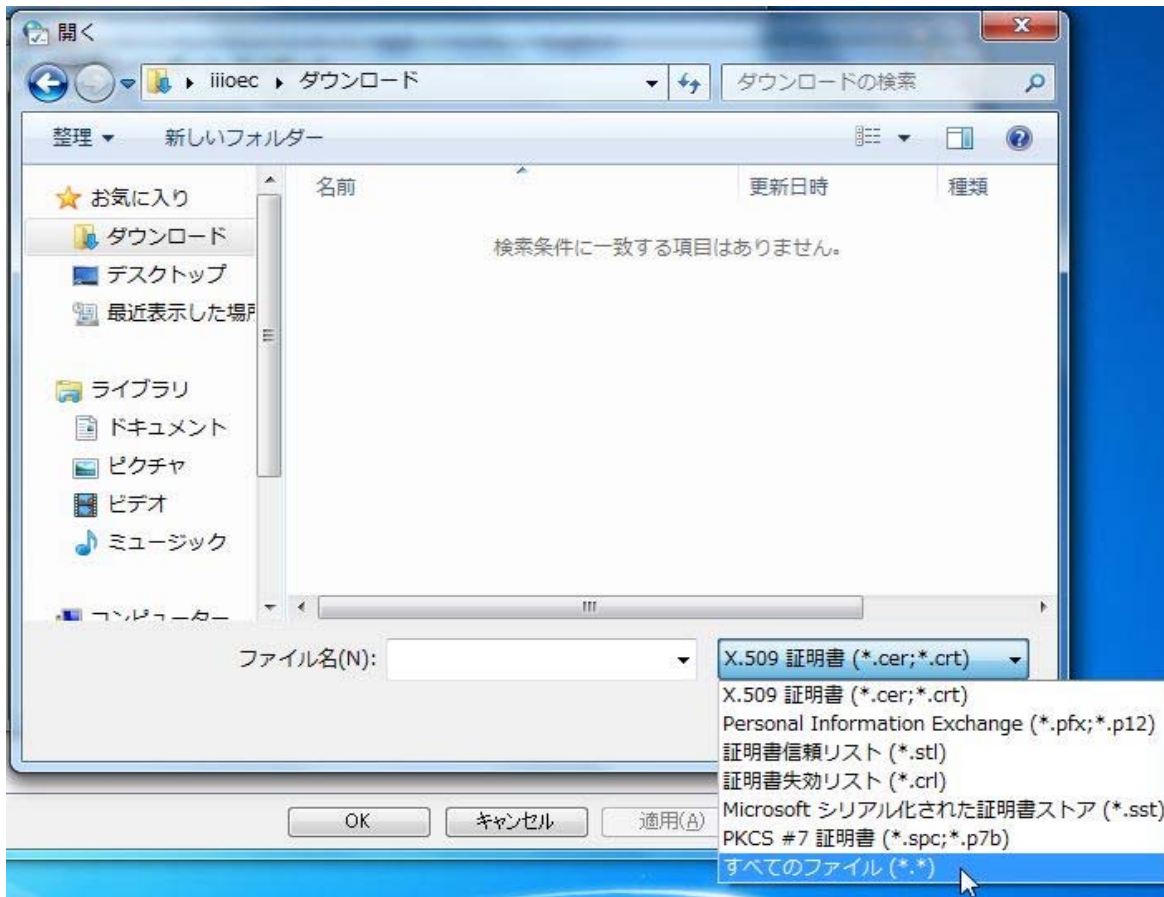 開く
iiioec ダウンロード
ダウンロードの検索
整理
新しいフォルダー
名前
更新日時
種類
検索条件に一致する項目はありません。
お気に入り
ダウンロード
デスクトップ
最近表示した場所
ライブラリ
ドキュメント
ピクチャ
ビデオ
ミュージック
コンピューター
ファイル名(N):
X.509 証明書 (*.cer;*.crt)
X.509 証明書 (*.cer;*.crt)
Personal Information Exchange (*.pfx;*.p12)
証明書信頼リスト (*.stl)
証明書失効リスト (*.crl)
Microsoft シリアル化された証明書ストア (*.sst)
PKCS #7 証明書 (*.spc;*.p7b)
すべてのファイル (*.*)
OK
キャンセル
適用(A)